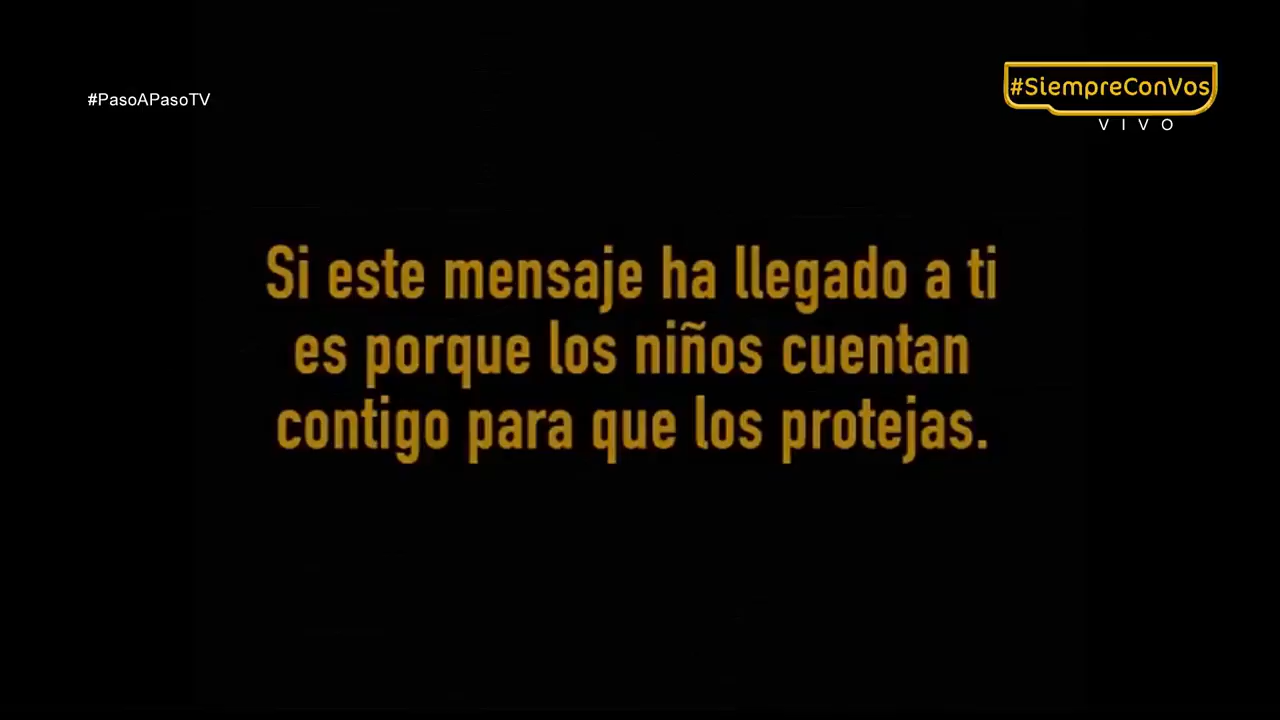 #PasoAPasoTV
#SiempreConVos
VIVO
Si este mensaje ha llegado a ti
es porque los niños cuentan
contigo para que los protejas.